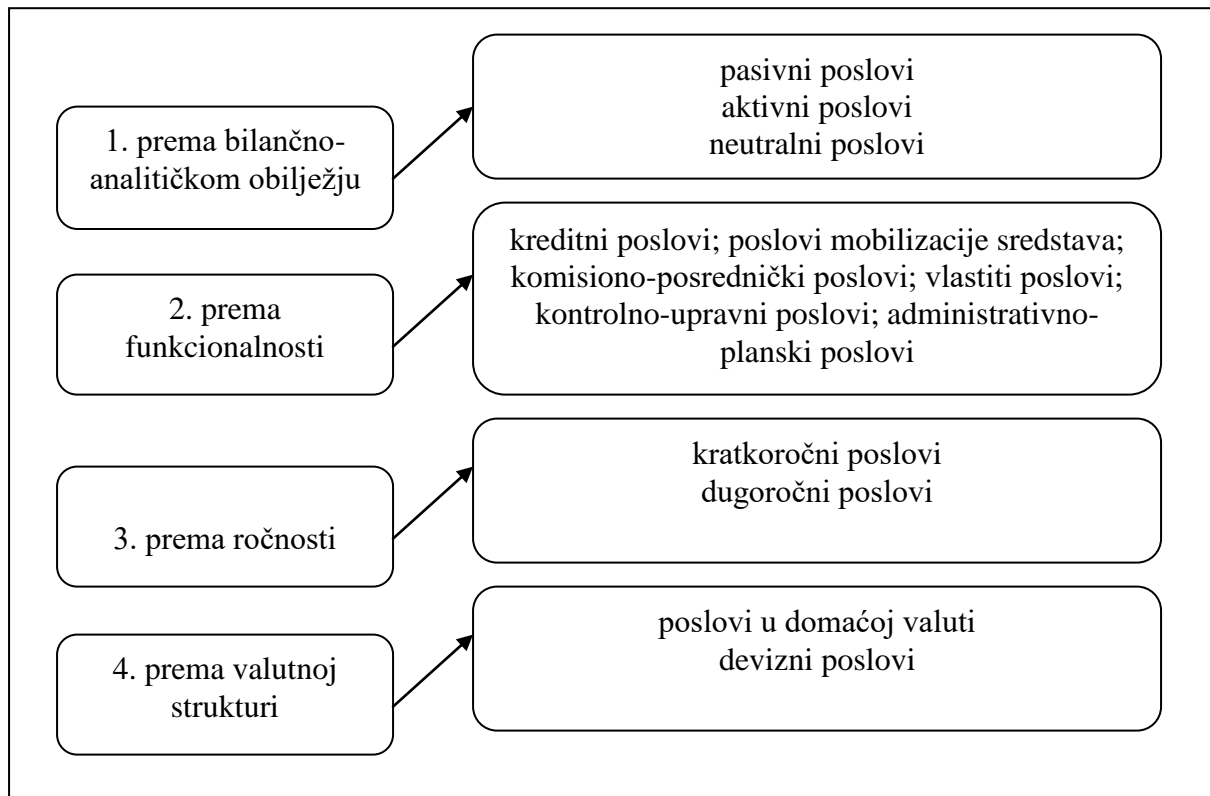 1. prema bilančno-
analitičkom obilježju
pasivni poslovi
aktivni poslovi
neutralni poslovi
2. prema
funkcionalnosti
kreditni poslovi; poslovi mobilizacije sredstava;
komisiono-posrednički poslovi; vlastiti poslovi;
kontrolno-upravni poslovi; administrativno-
planski poslovi
3. prema ročnosti
kratkoročni poslovi
dugoročni poslovi
4. prema valutnoj
strukturi
poslovi u domaćoj valuti
devizni poslovi